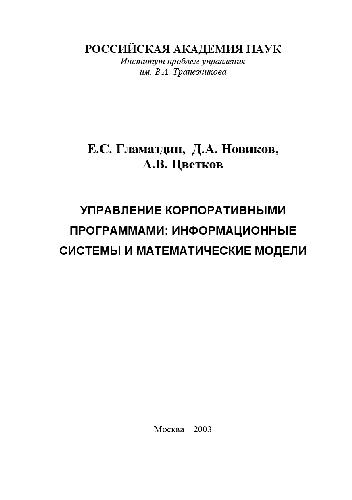 РОССИЙСКАЯ АКАДЕМИЯ НАУК
Институт проблем управления
им. В.А. Трапезникова
Е.С. Гламаздин, Д.А. Новиков,
А.В. Цветков
УПРАВЛЕНИЕ КОРПОРАТИВНЫМИ
ПРОГРАММАМИ: ИНФОРМАЦИОННЫЕ
СИСТЕМЫ И МАТЕМАТИЧЕСКИЕ МОДЕЛИ
Москва – 2003